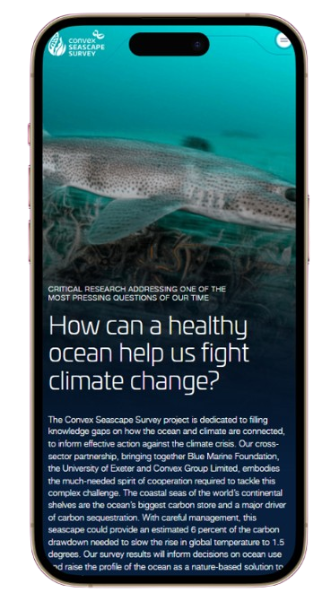 convex
SEASCAPE
SURVEY
CRITICAL RESEARCH ADDRESSING ONE OF THE
MOST PRESSING QUESTIONS OF OUR TIME
How can a healthy
ocean help us fight
climate change?
The Convex Seascape Survey project is dedicated to filling
knowledge gaps on how the ocean and climate are connected,
to inform effective action against the climate crisis. Our cross-
sector partnership, bringing together Blue Marine Foundation,
the University of Exeter and Convex Group Limited, embodies
the much-needed spirit of cooperation required to tackle this
complex challenge. The coastal seas of the world's continental
shelves are the ocean's biggest carbon store and a major driver
of carbon sequestration. With careful management, this
seascape could provide an estimated 6 percent of the carbon
drawdown needed to slow the rise in global temperature to 1.5
degrees. Our survey results will inform decisions on ocean use
and raise the profile of the ocean as a nature-based solution to